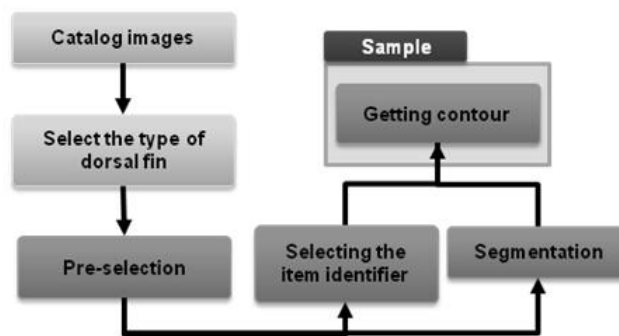 Catalog images
Select the type of
dorsal fin
Pre-selection
Sample
Getting contour
Selecting the
item identifier
Segmentation